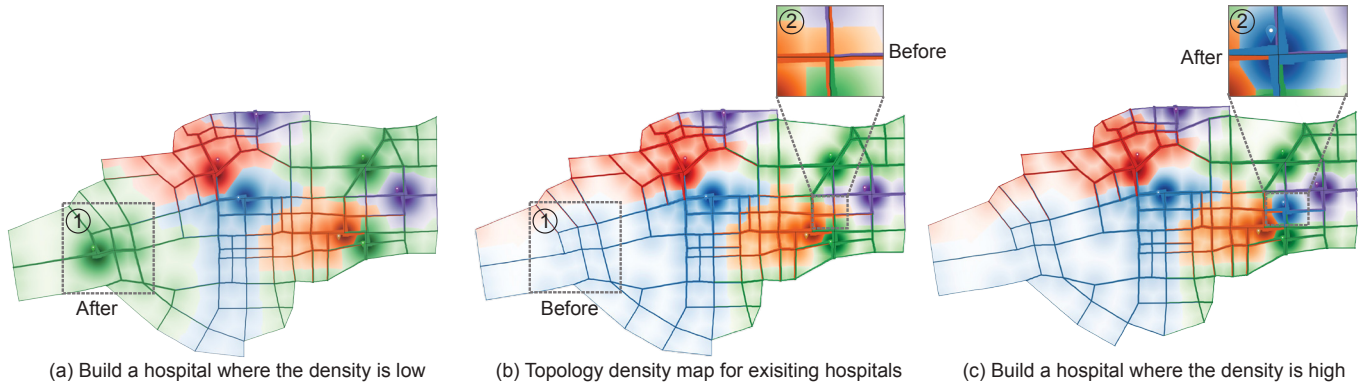 ②
Before
②
After
①
After
①
Before
(a) Build a hospital where the density is low
(b) Topology density map for exisiting hospitals
(c) Build a hospital where the density is high